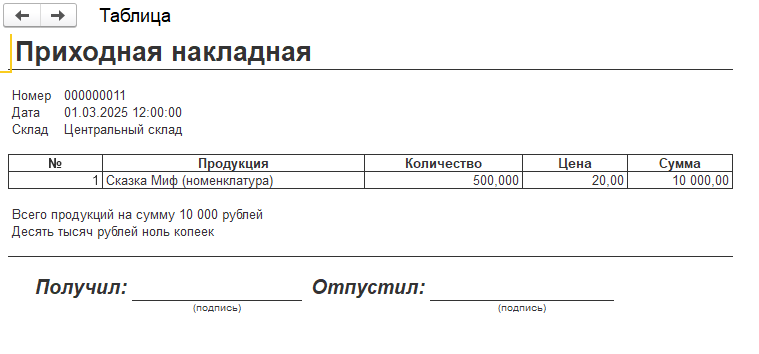 Таблица
Приходная накладная
Номер 000000011
Дата 01.03.2025 12:00:00
Склад Центральный склад
№ Продукция Количество Цена Сумма
1 Сказка Миф (номенклатура) 500,000 20,00 10 000,00
Всего продукций на сумму 10 000 рублей
Десять тысяч рублей ноль копеек
Получил: Отпустил:
(подпись) (подпись)